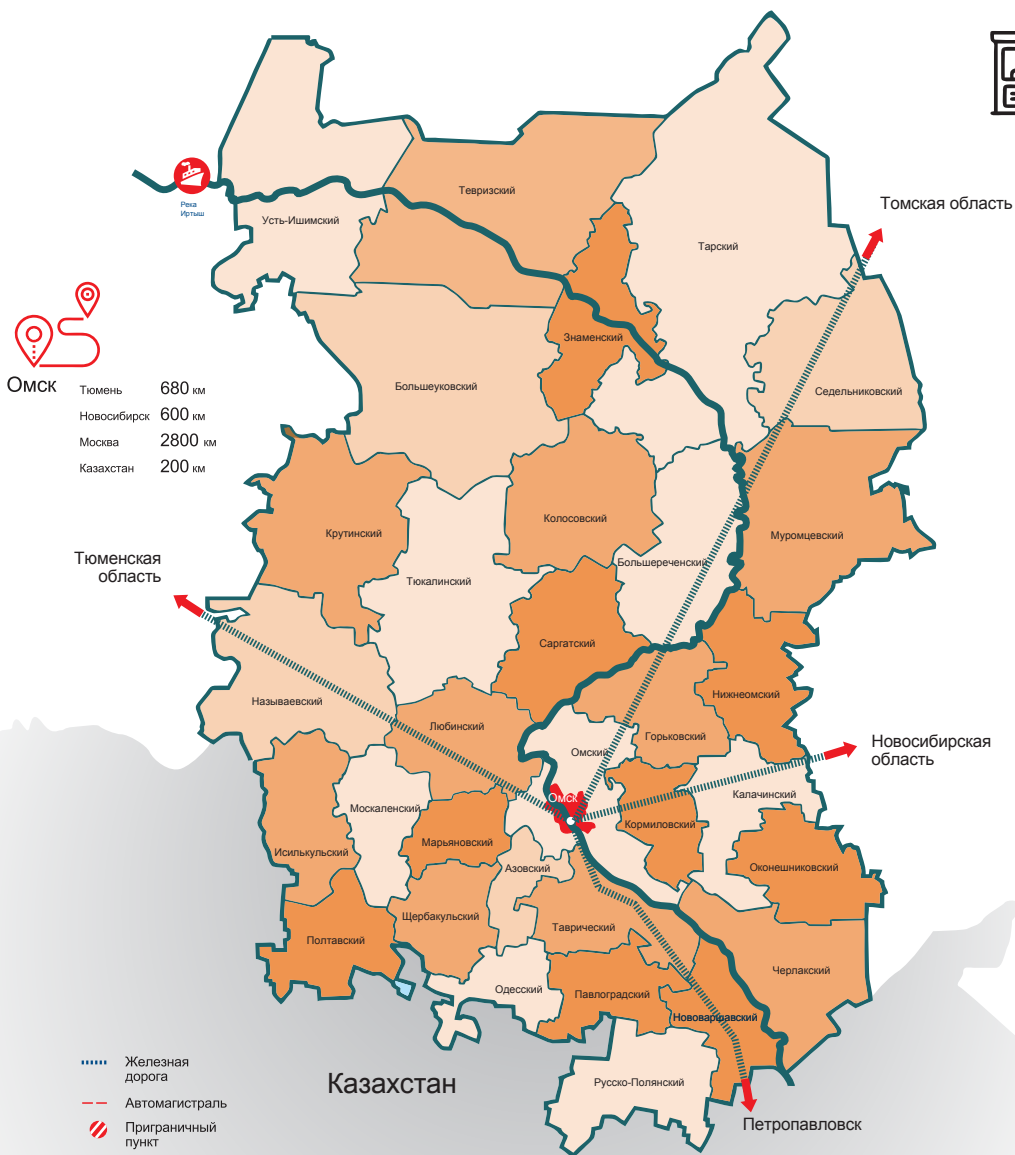 Тевризский
Река
Иртыш
Усть-Ишимский
Томская область
Тарский
Знаменский
Омск
Тюмень 680 км
Новосибирск 600 км
Москва 2800 км
Казахстан 200 км
Большеуковский
Седельниковский
Крутинский
Колосовский
Муромцевский
Тюменская
область
Тюкалинский
Большереченский
Саргатский
Называевский
Нижнеомский
Любинский
Омский
Горьковский
Новосибирская
область
Москаленский
Омск
Калачинский
Исилькульский
Марьяновский
Кормиловский
Азовский
Оконешниковский
Щербакульский
Таврический
Полтавский
Черлакский
Одесский
Павлоградский
Нововаршавский
Железная
дорога
Казахстан
Русско-Полянский
Автомагистраль
Приграничный
пункт
Петропавловск